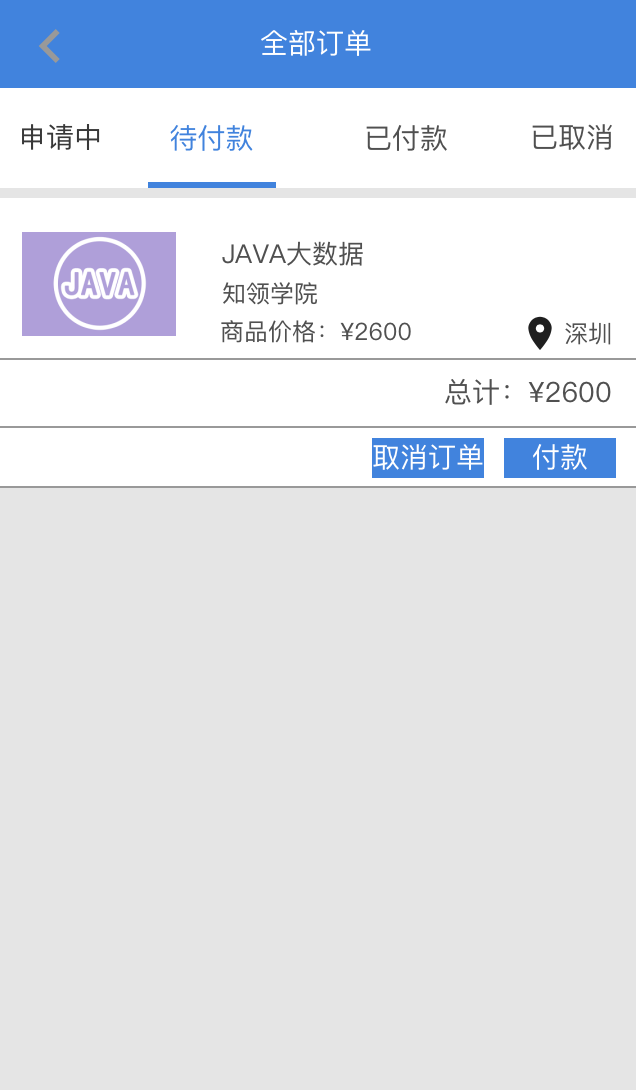 全部订单
申请中 待付款 已付款 已取消
JAVA
JAVA大数据
知领学院
商品价格：¥2600 深圳
总计：¥2600
取消订单 付款